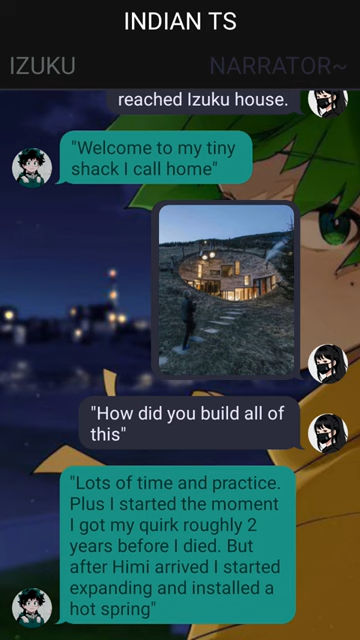 INDIAN TS
IZUKU
NARRATOR~
reached Izuku house.
"Welcome to my tiny
shack I call home"
"How did you build all of
this"
"Lots of time and practice.
Plus I started the moment
I got my quirk roughly 2
years before I died. But
after Himi arrived I started
expanding and installed a
hot spring"